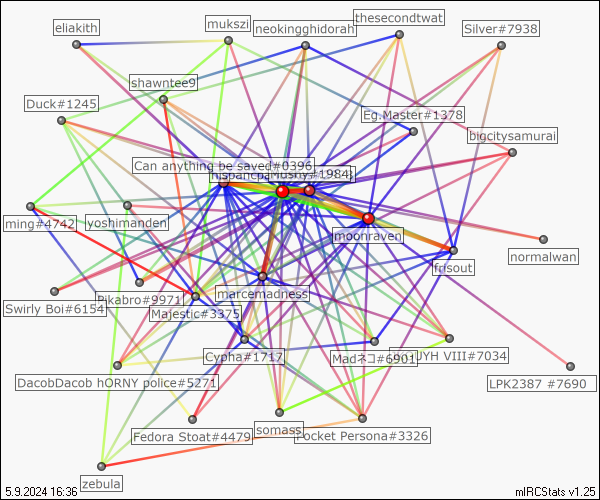 thesecondtwat
mukszi
eliakith
neokingghidorah
Silver#7938
shawntee9
Duck#1245
Eg.Master#1378
bigcitysamurai
Can anything be saved#0396
#1984
ming#4742
yoshimanden
moonraven
frfsout
normalwan
Pikabro#9971
marcemadness
Swirly Boi#6154
Majestic#3375
Cypha#1717
Madネコ#6901
VIII#7034
DacobDacob hORNY police#5271
LPK2387 #7690
Fedora Stoat#4479
somass
Pocket Persona#3326
zebula
5.9.2024 16:36
mIRCStats v1.25